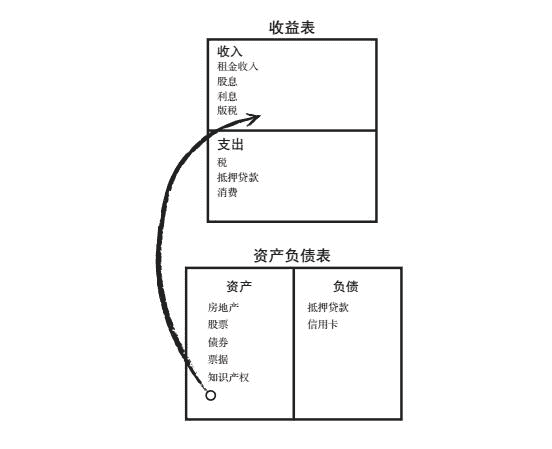 收益表
收入
租金收入
股息
利息
版税
支出
税
抵押贷款
消费
资产负债表
资产
房地产
股票
债券
票据
知识产权
负债
抵押贷款
信用卡